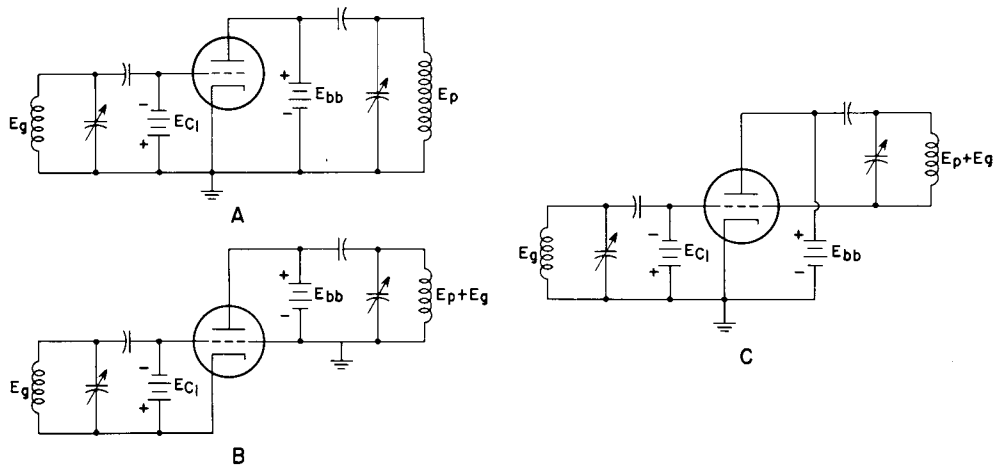 Eg
- EC1 +
+ Ebb -
Ep
A
Eg
- EC1 +
+ Ebb -
Ep+Eg
B
Eg
- EC1 +
+ Ebb -
Ep+Eg
C